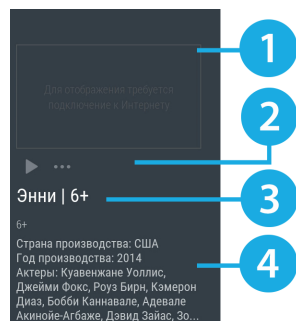 Для отображения требуется
подключение к Интернету
1
2
Энни | 6+
3
6+
Страна производства: США
Год производства: 2014
4
Актеры: Куавенжане Уоллис,
Джейми Фокс, Роуз Бирн, Кэмерон
Диаз, Бобби Каннавале, Адевале
Акинойе-Агбаже, Дэвид Зайас, Зо...